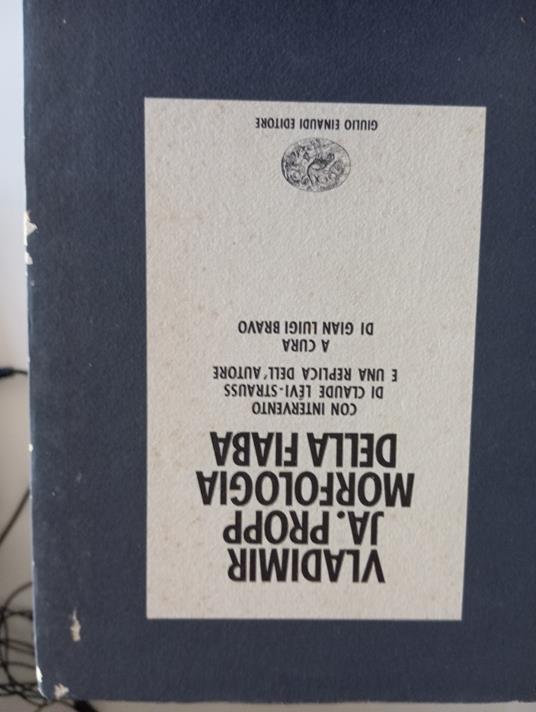 VLADIMIR
JA. PROPP
MORFOLOGIA
DELLA FIABA
CON INTERVENTO
DI CLAUDE LÉVI-STRAUSS
E UNA REPLICA DELL'AUTORE
A CURA
DI GIAN LUIGI BRAVO
GIULIO EINAUDI EDITORE